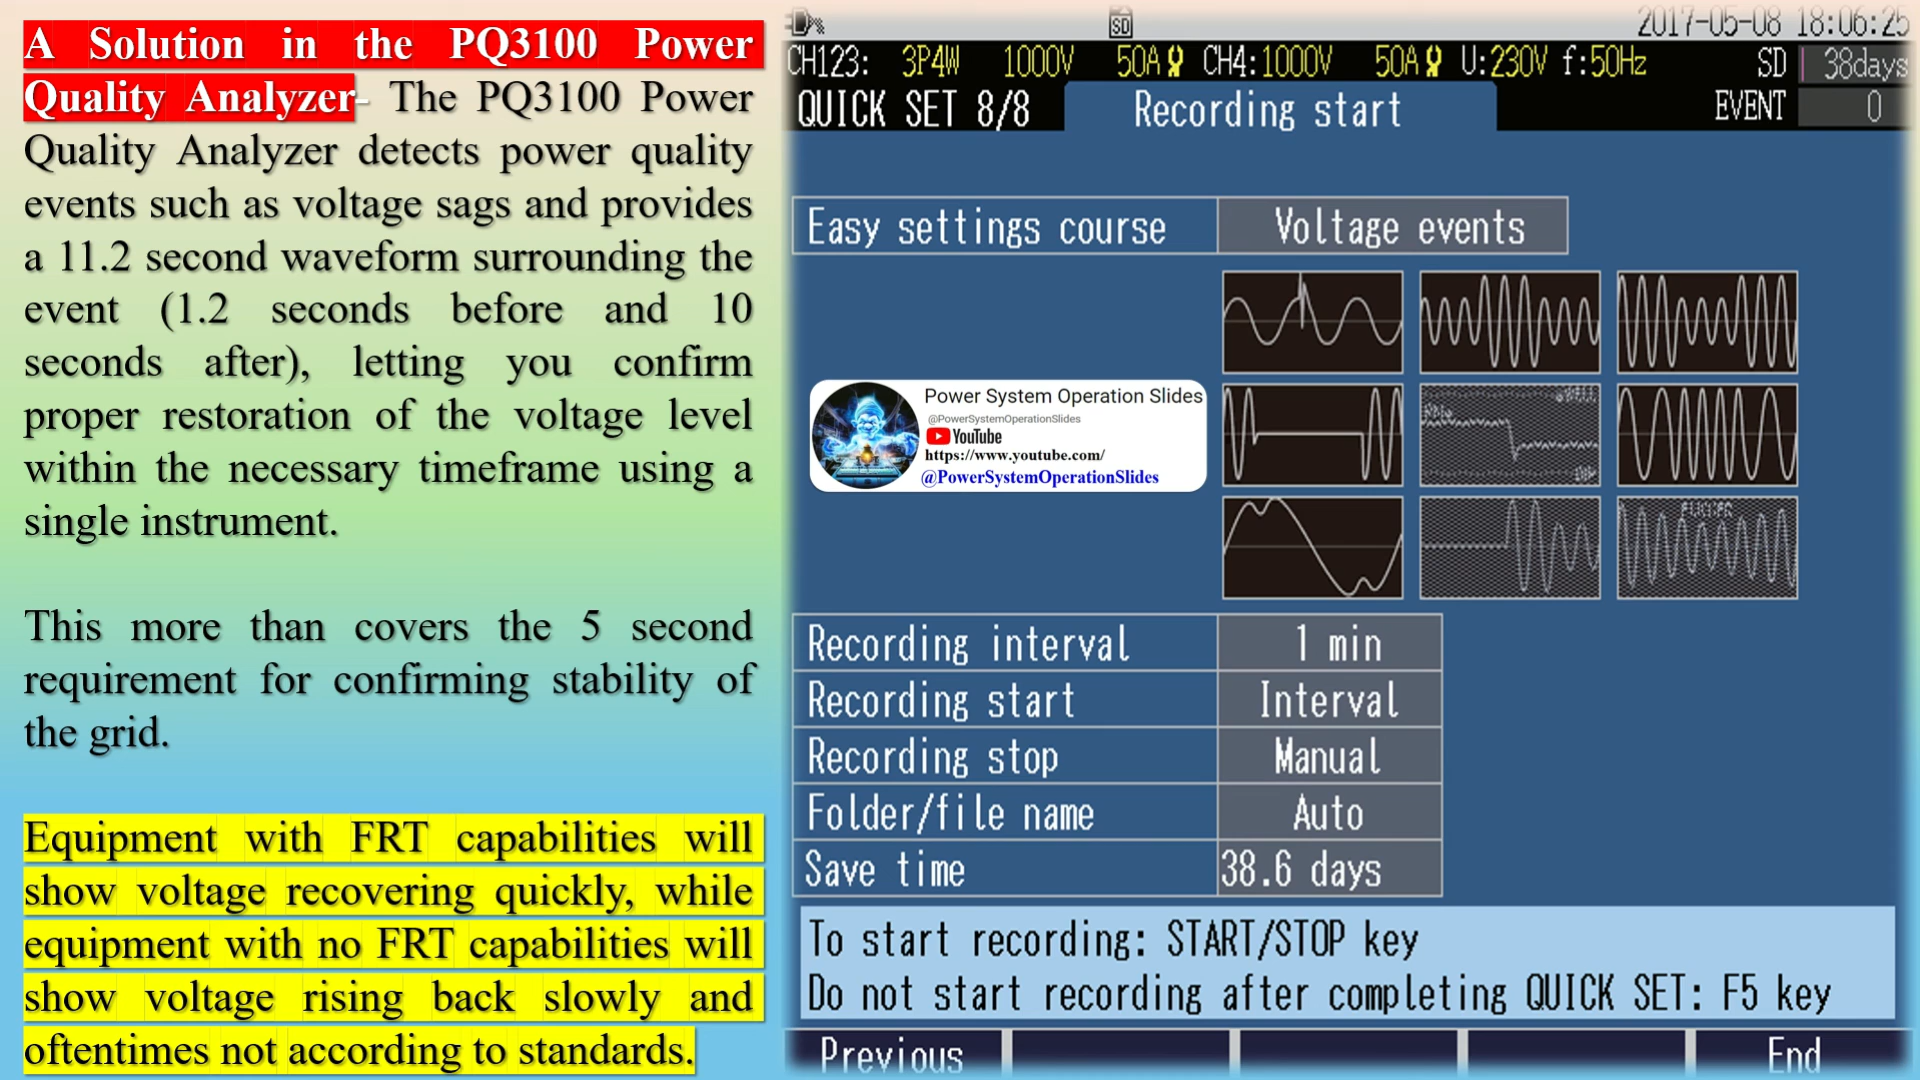 A Solution in the PQ3100 Power
Quality Analyzer- The PQ3100 Power
Quality Analyzer detects power quality
events such as voltage sags and provides
a 11.2 second waveform surrounding the
event (1.2 seconds before and 10
seconds after), letting you confirm
proper restoration of the voltage level
within the necessary timeframe using a
single instrument.
This more than covers the 5 second
requirement for confirming stability of
the grid.
Equipment with FRT capabilities will
show voltage recovering quickly, while
equipment with no FRT capabilities will
show voltage rising back slowly and
oftentimes not according to standards.
SD
2017-05-08 18:06:25
CH123: 3P4W 1000V 50A CH4:1000V 50A U:230V f:50Hz SD 38days
QUICK SET 8/8 Recording start EVENT 0
Easy settings course Voltage events
Power System Operation Slides
@PowerSystemOperationSlides
YouTube
https://www.youtube.com/
@PowerSystemOperationSlides
Recording interval 1 min
Recording start Interval
Recording stop Manual
Folder/file name Auto
Save time 38.6 days
To start recording: START/STOP key
Do not start recording after completing QUICK SET: F5 key
Previous End